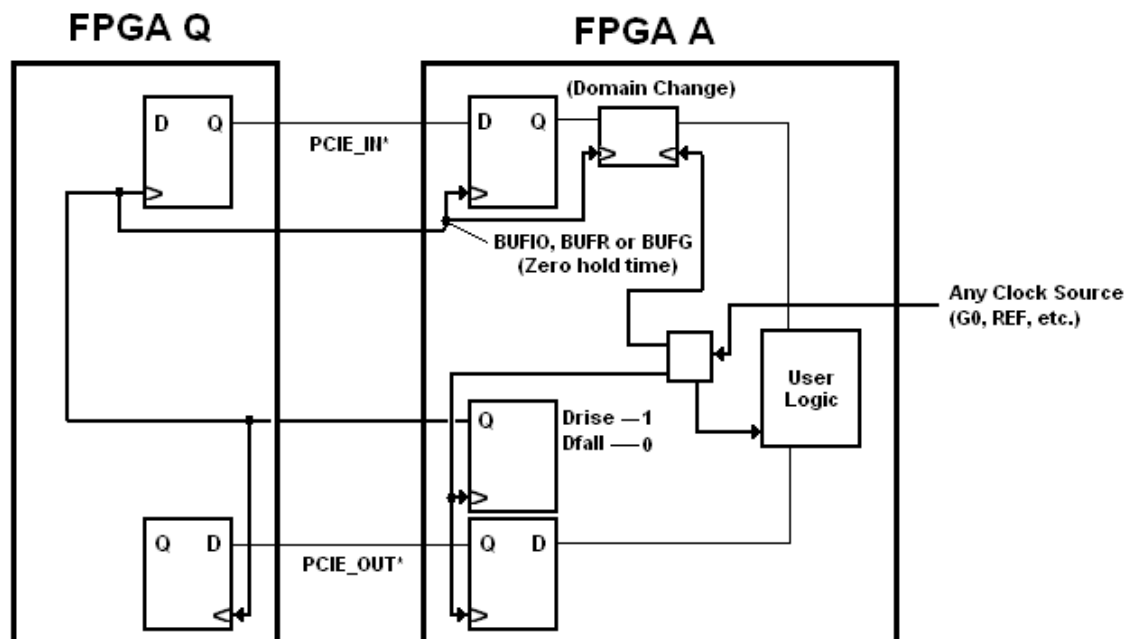 FPGA Q
FPGA A
(Domain Change)
D Q
PCIE_IN*
D Q
BUFIO, BUFR or BUFG
(Zero hold time)
Any Clock Source
(G0, REF, etc.)
User
Logic
Q
Drise — 1
Dfall — 0
Q D
PCIE_OUT*
Q D